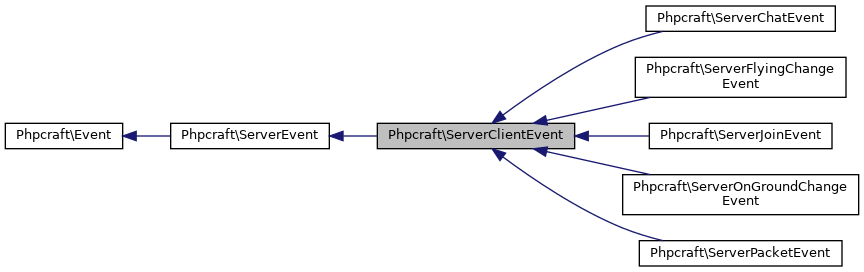 Phpcraft\ServerChatEvent
Phpcraft\ServerFlyingChange
Event
Phpcraft\Event
Phpcraft\ServerEvent
Phpcraft\ServerClientEvent
Phpcraft\ServerJoinEvent
Phpcraft\ServerOnGroundChange
Event
Phpcraft\ServerPacketEvent